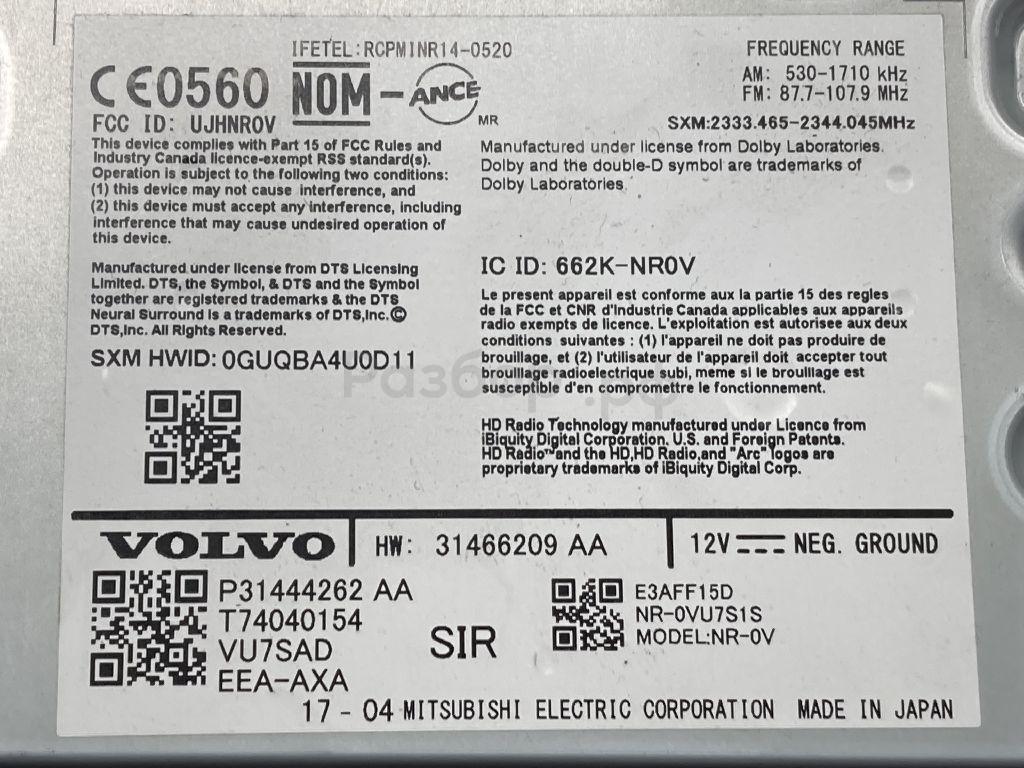 IFETEL:RCPMINR14-0520
CE0560 NOM-ANCE MR
FCC ID: UJHNR0V
This device complies with Part 15 of FCC Rules and
Industry Canada licence-exempt RSS standard(s).
Operation is subject to the following two conditions:
(1) this device may not cause interference, and
(2) this device must accept any interference, including
interference that may cause undesired operation of
this device.
Manufactured under license from DTS Licensing
Limited. DTS, the Symbol, & DTS and the Symbol
together are registered trademarks & the DTS
Neural Surround is a trademarks of DTS,Inc.©
DTS,Inc. All Rights Reserved.
SXM HWID: 0GUQBA4U0D11
FREQUENCY RANGE
AM: 530-1710 kHz
FM: 87.7-107.9 MHz
SXM:2333.465-2344.045MHz
Manufactured under license from Dolby Laboratories.
Dolby and the double-D symbol are trademarks of
Dolby Laboratories.
IC ID: 662K-NR0V
Le present appareil est conforme aux la partie 15 des regles
de la FCC et CNR d'Industrie Canada applicables aux appareils
radio exempts de licence. L'exploitation est autorisee aux deux
conditions suivantes : (1) l'appareil ne doit pas produire de
brouillage, et (2) l'utilisateur de l'appareil doit accepter tout
brouillage radioelectrique subi, meme si le brouillage est
susceptible d'en compromettre le fonctionnement.
HD Radio Technology manufactured under Licence from
iBiquity Digital Corporation. U.S. and Foreign Patents.
HD Radio™and the HD,HD Radio,and "Arc" logos are
proprietary trademarks of iBiquity Digital Corp.
Разбор.рф
VOLVO
HW: 31466209 AA
12V NEG. GROUND
P31444262 AA
T74040154
VU7SAD
EEA-AXA
SIR
E3AFF15D
NR-0VU7S1S
MODEL:NR-0V
17-04 MITSUBISHI ELECTRIC CORPORATION MADE IN JAPAN